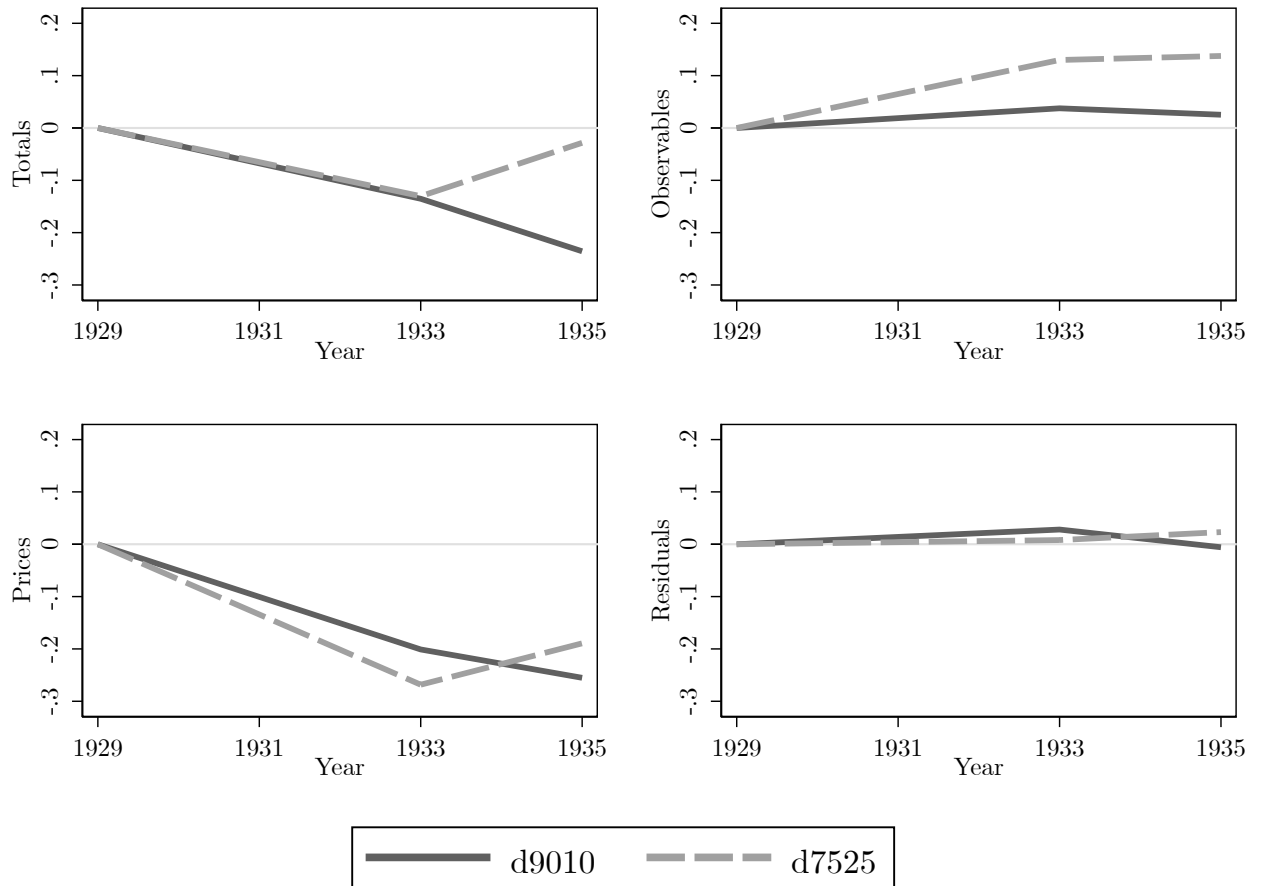 Totals
.2
.1
0
-.1
-.2
-.3
1929 1931 1933 1935
Year
Observables
.2
.1
0
-.1
-.2
-.3
1929 1931 1933 1935
Year
Prices
.2
.1
0
-.1
-.2
-.3
1929 1931 1933 1935
Year
Residuals
.2
.1
0
-.1
-.2
-.3
1929 1931 1933 1935
Year
d9010 d7525